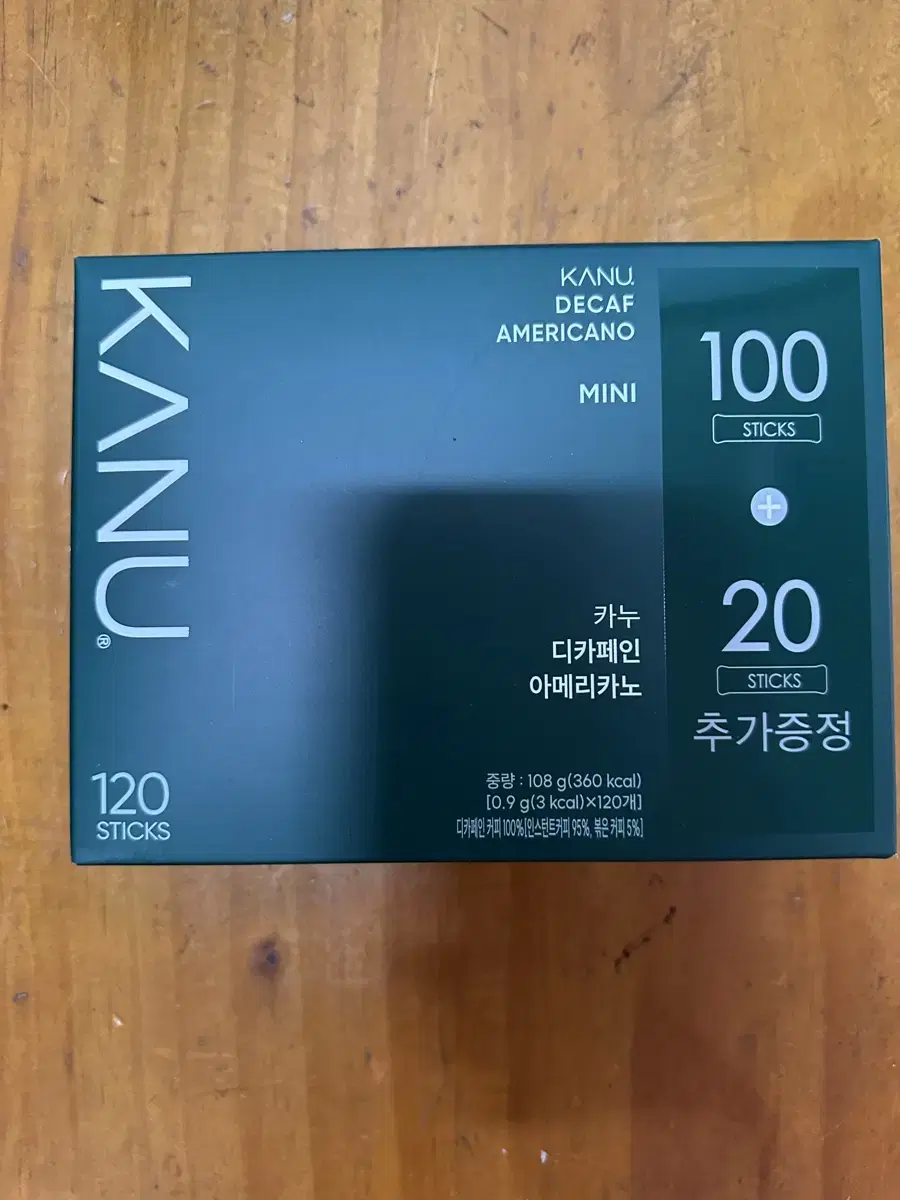 KANU®
120
STICKS
KANU
DECAF
AMERICANO
MINI
카누
디카페인
아메리카노
중량 : 108 g(360 kcal)
[0.9 g(3 kcal)×120개]
디카페인 커피 100%[인스턴트커피 95%, 볶은 커피 5%]
100
STICKS
+
20
STICKS
추가증정